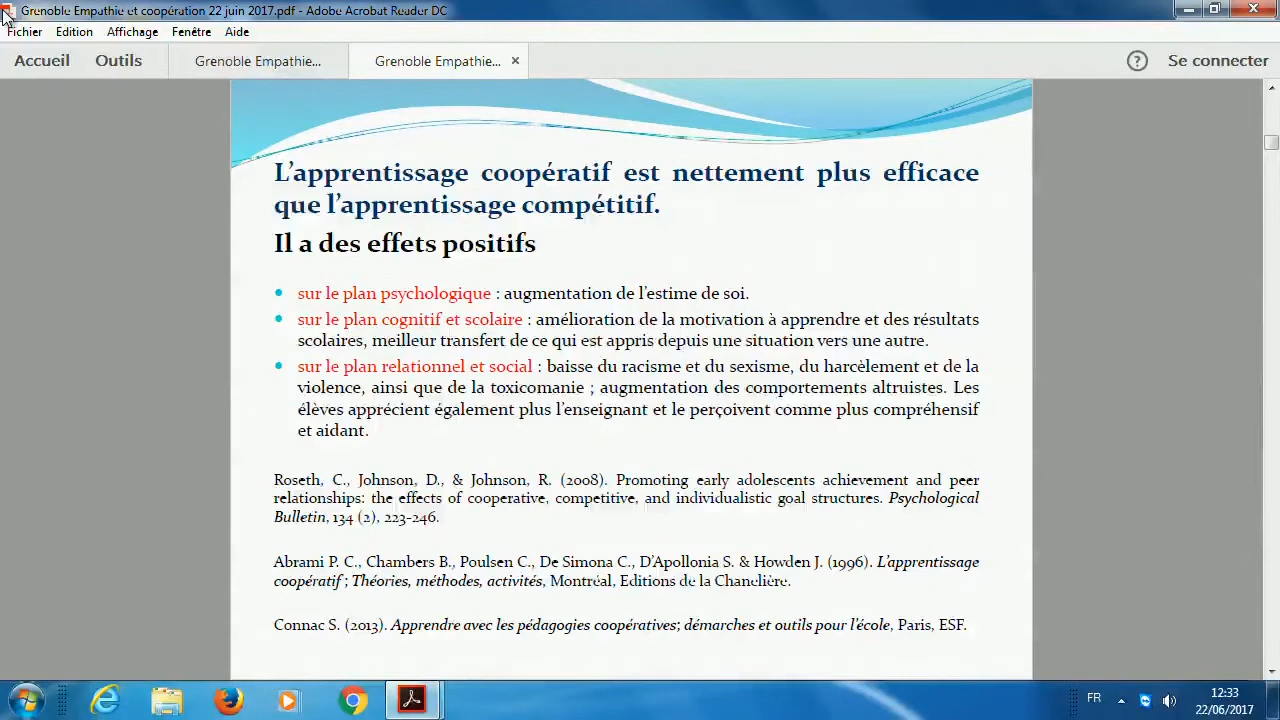 Grenoble Empathie et coopération 22 juin 2017.pdf - Adobe Acrobat Reader DC
Fichier Edition Affichage Fenêtre Aide
Accueil Outils Grenoble Empathie... Grenoble Empathie... × ? Se connecter
L'apprentissage coopératif est nettement plus efficace
que l'apprentissage compétitif.
Il a des effets positifs
• sur le plan psychologique : augmentation de l'estime de soi.
• sur le plan cognitif et scolaire : amélioration de la motivation à apprendre et des résultats
scolaires, meilleur transfert de ce qui est appris depuis une situation vers une autre.
• sur le plan relationnel et social : baisse du racisme et du sexisme, du harcèlement et de la
violence, ainsi que de la toxicomanie ; augmentation des comportements altruistes. Les
élèves apprécient également plus l'enseignant et le perçoivent comme plus compréhensif
et aidant.
Roseth, C., Johnson, D., & Johnson, R. (2008). Promoting early adolescents achievement and peer
relationships: the effects of cooperative, competitive, and individualistic goal structures. Psychological
Bulletin, 134 (2), 223-246.
Abrami P. C., Chambers B., Poulsen C., De Simona C., D'Apollonia S. & Howden J. (1996). L'apprentissage
coopératif ; Théories, méthodes, activités, Montréal, Editions de la Chanelière.
Connac S. (2013). Apprendre avec les pédagogies coopératives; démarches et outils pour l'école, Paris, ESF.
FR 12:33
22/06/2017